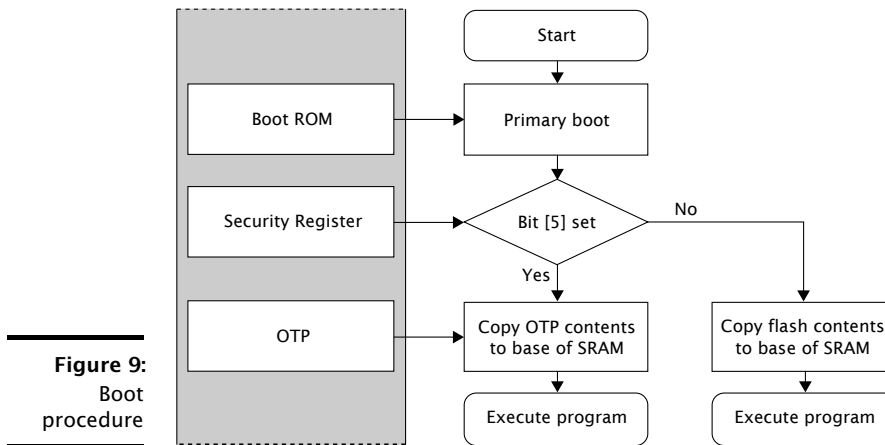 Start
Boot ROM
Primary boot
Security Register
Bit [5] set
No
Yes
OTP
Copy OTP contents
to base of SRAM
Copy flash contents
to base of SRAM
Execute program
Execute program
Figure 9:
Boot
procedure